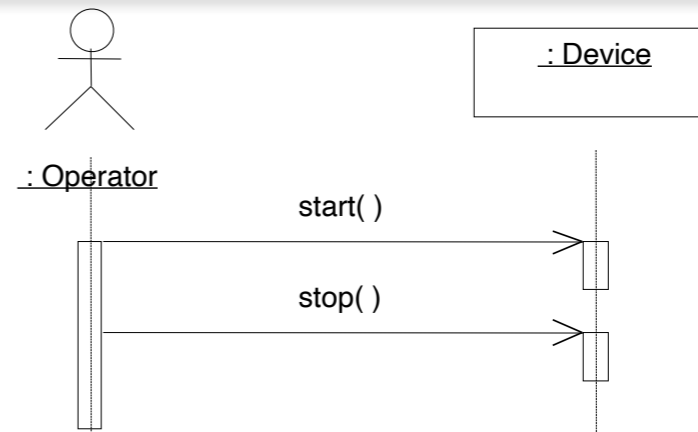 : Device
: Operator
start( )
stop( )